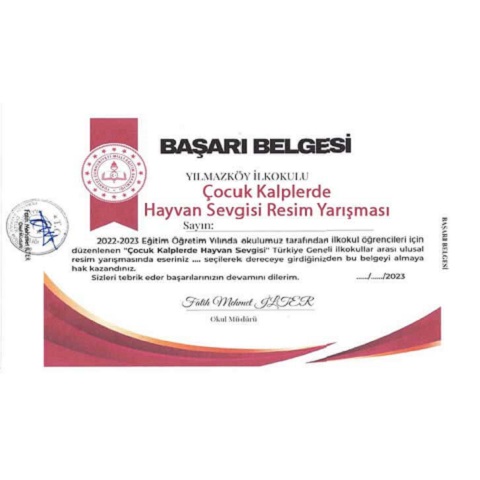 BAŞARI BELGESİ
YILMAZKÖY İLKOKULU
Çocuk Kalplerde
Hayvan Sevgisi Resim Yarışması
Sayın:
2022-2023 Eğitim Öğretim Yılında okulumuz tarafından ilkokul öğrencileri için
düzenlenen "Çocuk Kalplerde Hayvan Sevgisi" Türkiye Geneli ilkokullar arası ulusal
resim yarışmasında eseriniz .... seçilerek dereceye girdiğinizden bu belgeyi almaya
hak kazandınız.
Sizleri tebrik eder başarılarınızın devamını dilerim. ..../...../2023
Fatih Mehmet İLTER
Okul Müdürü
BAŞARI BELGESİ